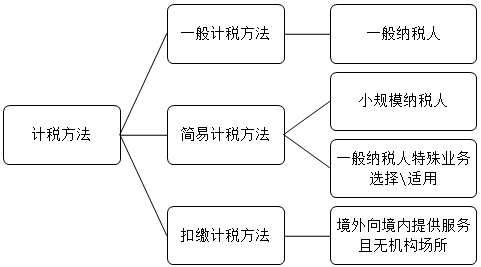 一般计税方法
一般纳税人
小规模纳税人
计税方法
简易计税方法
一般纳税人特殊业务
选择\适用
扣缴计税方法
境外向境内提供服务
且无机构场所